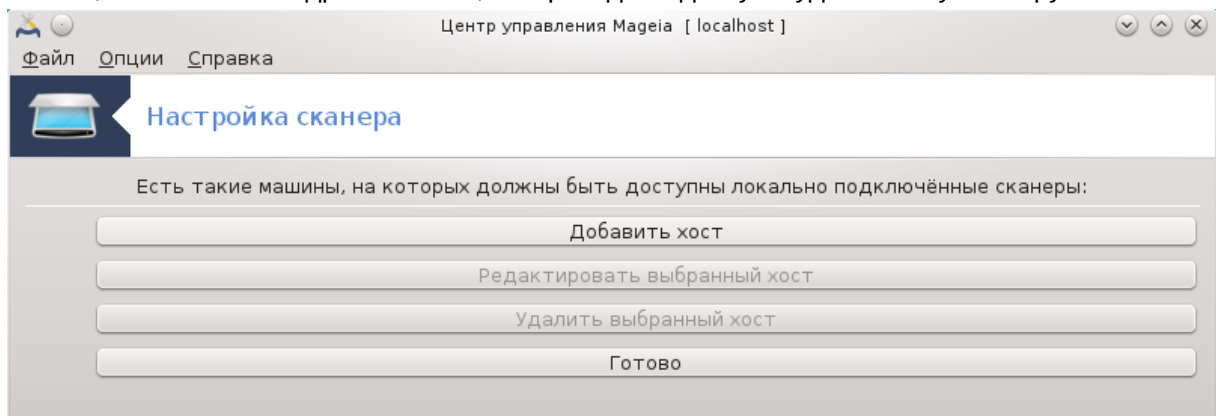 Центр управления Mageia [ localhost ]
Файл Опции Справка
Настройка сканера
Есть такие машины, на которых должны быть доступны локально подключённые сканеры:
Добавить хост
Редактировать выбранный хост
Удалить выбранный хост
Готово